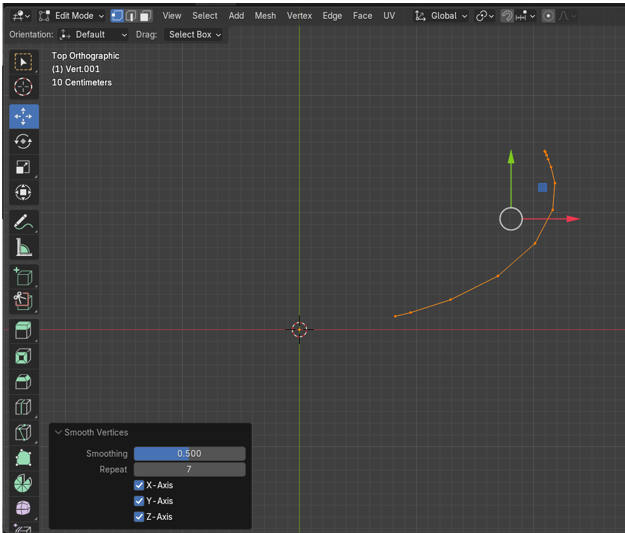 Edit Mode View Select Add Mesh Vertex Edge Face UV Global
Orientation: Default Drag: Select Box
Top Orthographic
(1) Vert.001
10 Centimeters
Smooth Vertices
Smoothing 0.500
Repeat 7
X-Axis
Y-Axis
Z-Axis